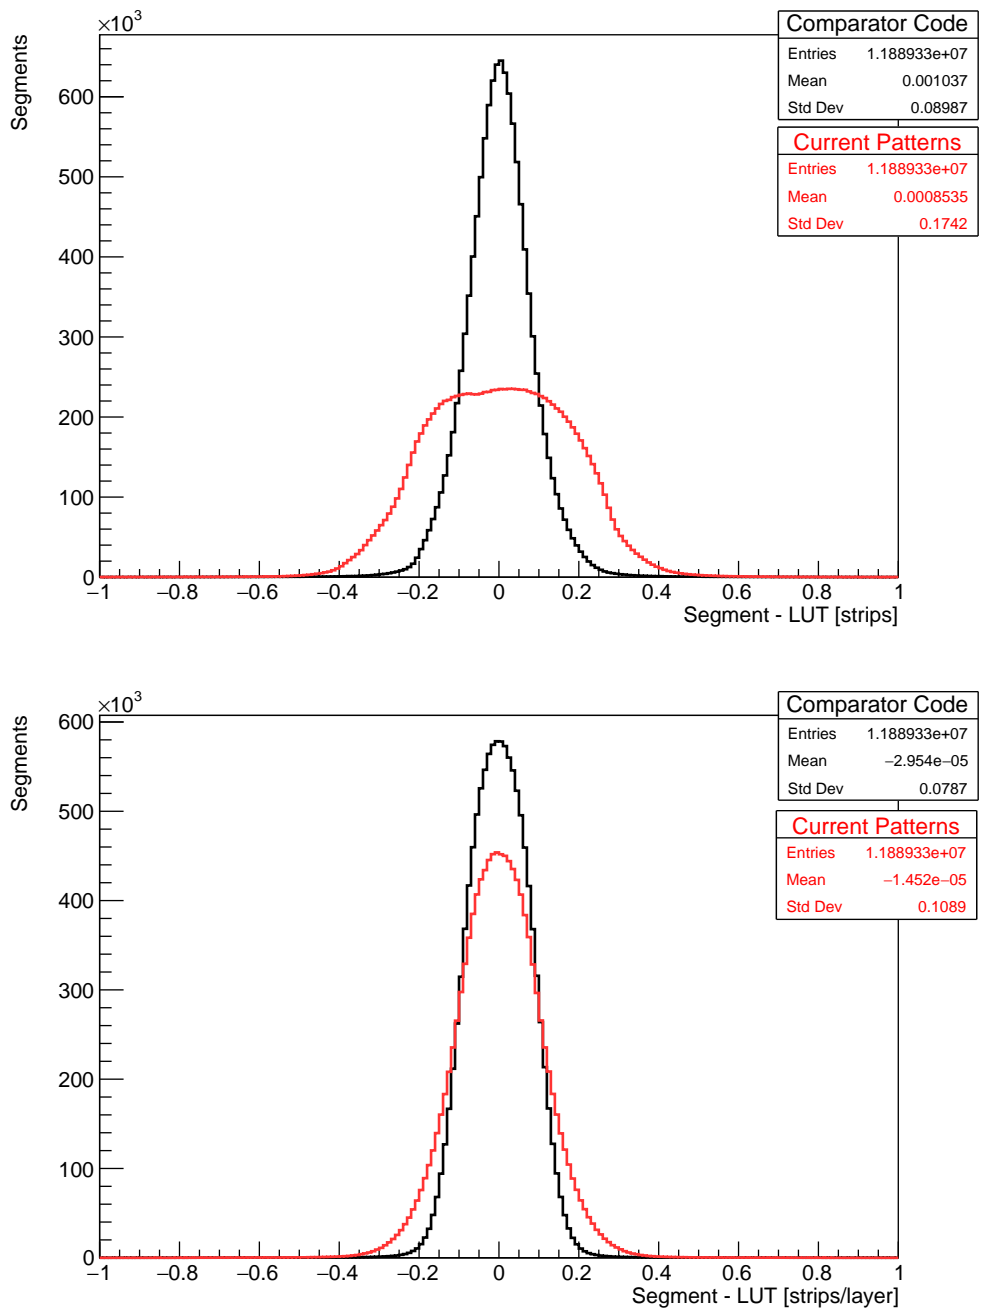 ×10³
Segments
Comparator Code
Entries 1.188933e+07
Mean 0.001037
Std Dev 0.08987
Current Patterns
Entries 1.188933e+07
Mean 0.0008535
Std Dev 0.1742
600
500
400
300
200
100
0
−1 −0.8 −0.6 −0.4 −0.2 0 0.2 0.4 0.6 0.8 1
Segment - LUT [strips]
×10³
Segments
Comparator Code
Entries 1.188933e+07
Mean −2.954e−05
Std Dev 0.0787
Current Patterns
Entries 1.188933e+07
Mean −1.452e−05
Std Dev 0.1089
600
500
400
300
200
100
0
−1 −0.8 −0.6 −0.4 −0.2 0 0.2 0.4 0.6 0.8 1
Segment - LUT [strips/layer]